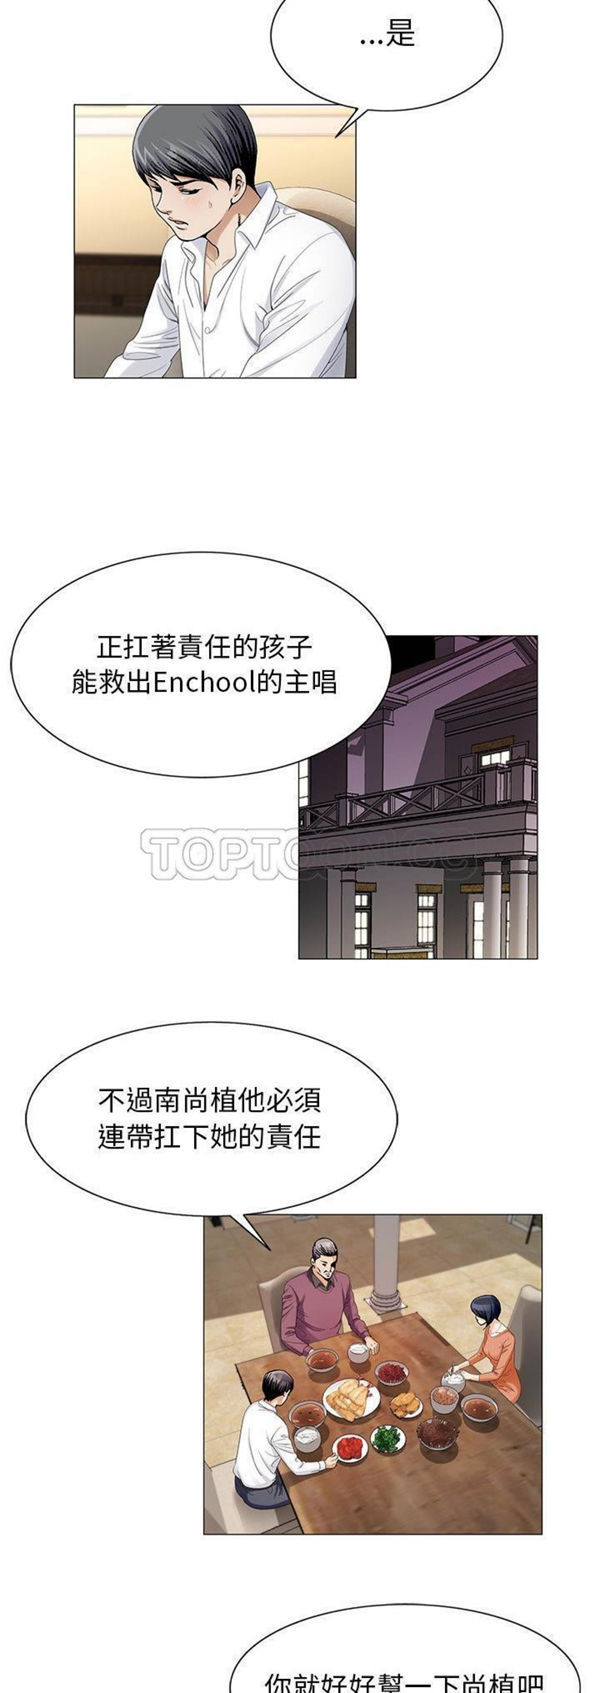 ...是
正扛著責任的孩子
能救出Enchool的主唱
TOPTOON.CC
不過南尚植他必須
連帶扛下她的責任
你就好好幫一下尚植吧